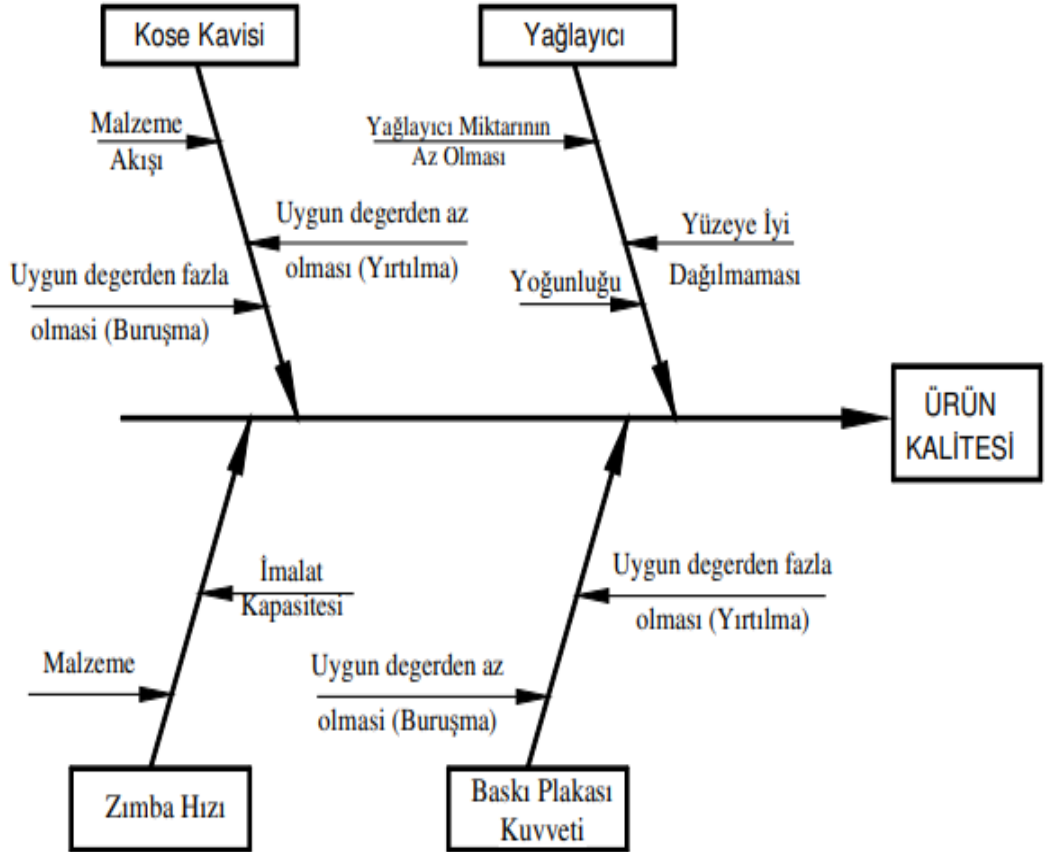 Kose Kavisi
Yağlayıcı
Malzeme
Akışı
Yağlayıcı Miktarının
Az Olması
Uygun degerden az
olması (Yırtılma)
Yüzeye İyi
Dağılmaması
Uygun degerden fazla
olmasi (Buruşma)
Yoğunluğu
ÜRÜN
KALİTESİ
İmalat
Kapasitesi
Uygun degerden fazla
olması (Yırtılma)
Malzeme
Uygun degerden az
olmasi (Buruşma)
Zımba Hızı
Baskı Plakası
Kuvveti